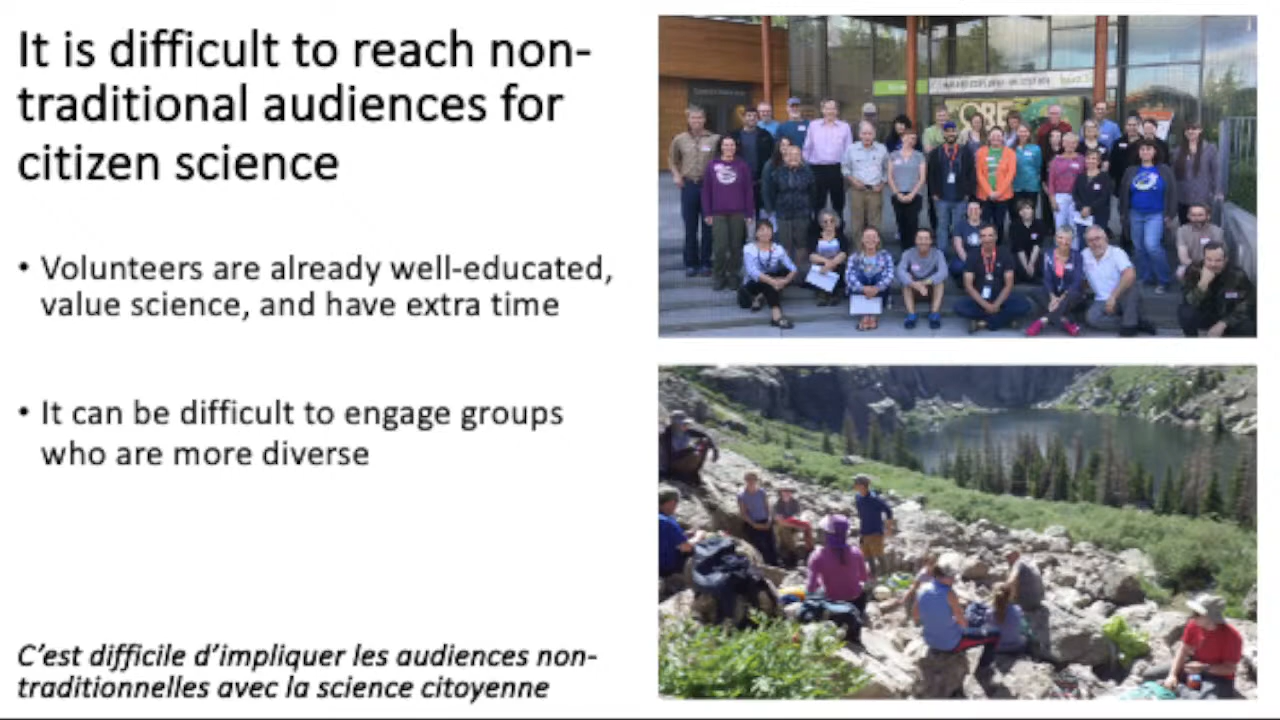 It is difficult to reach non-
traditional audiences for
citizen science
• Volunteers are already well-educated,
value science, and have extra time
• It can be difficult to engage groups
who are more diverse
C’est difficile d’impliquer les audiences non-
traditionnelles avec la science citoyenne